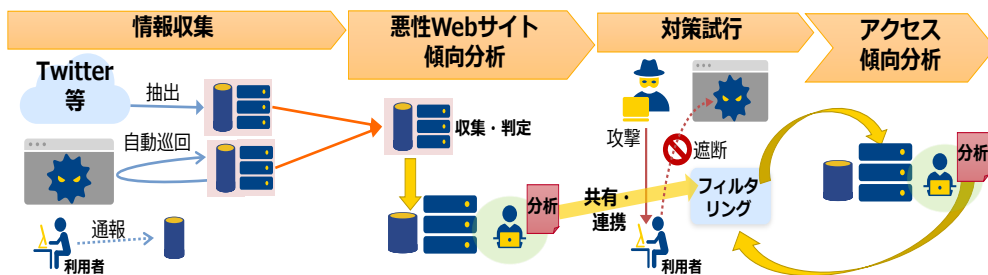 情報収集
悪性Webサイト
傾向分析
対策試行
アクセス
傾向分析
Twitter
等
抽出
自動巡回
通報
利用者
収集・判定
分析
共有・
連携
攻撃
遮断
フィルタ
リング
利用者
分析